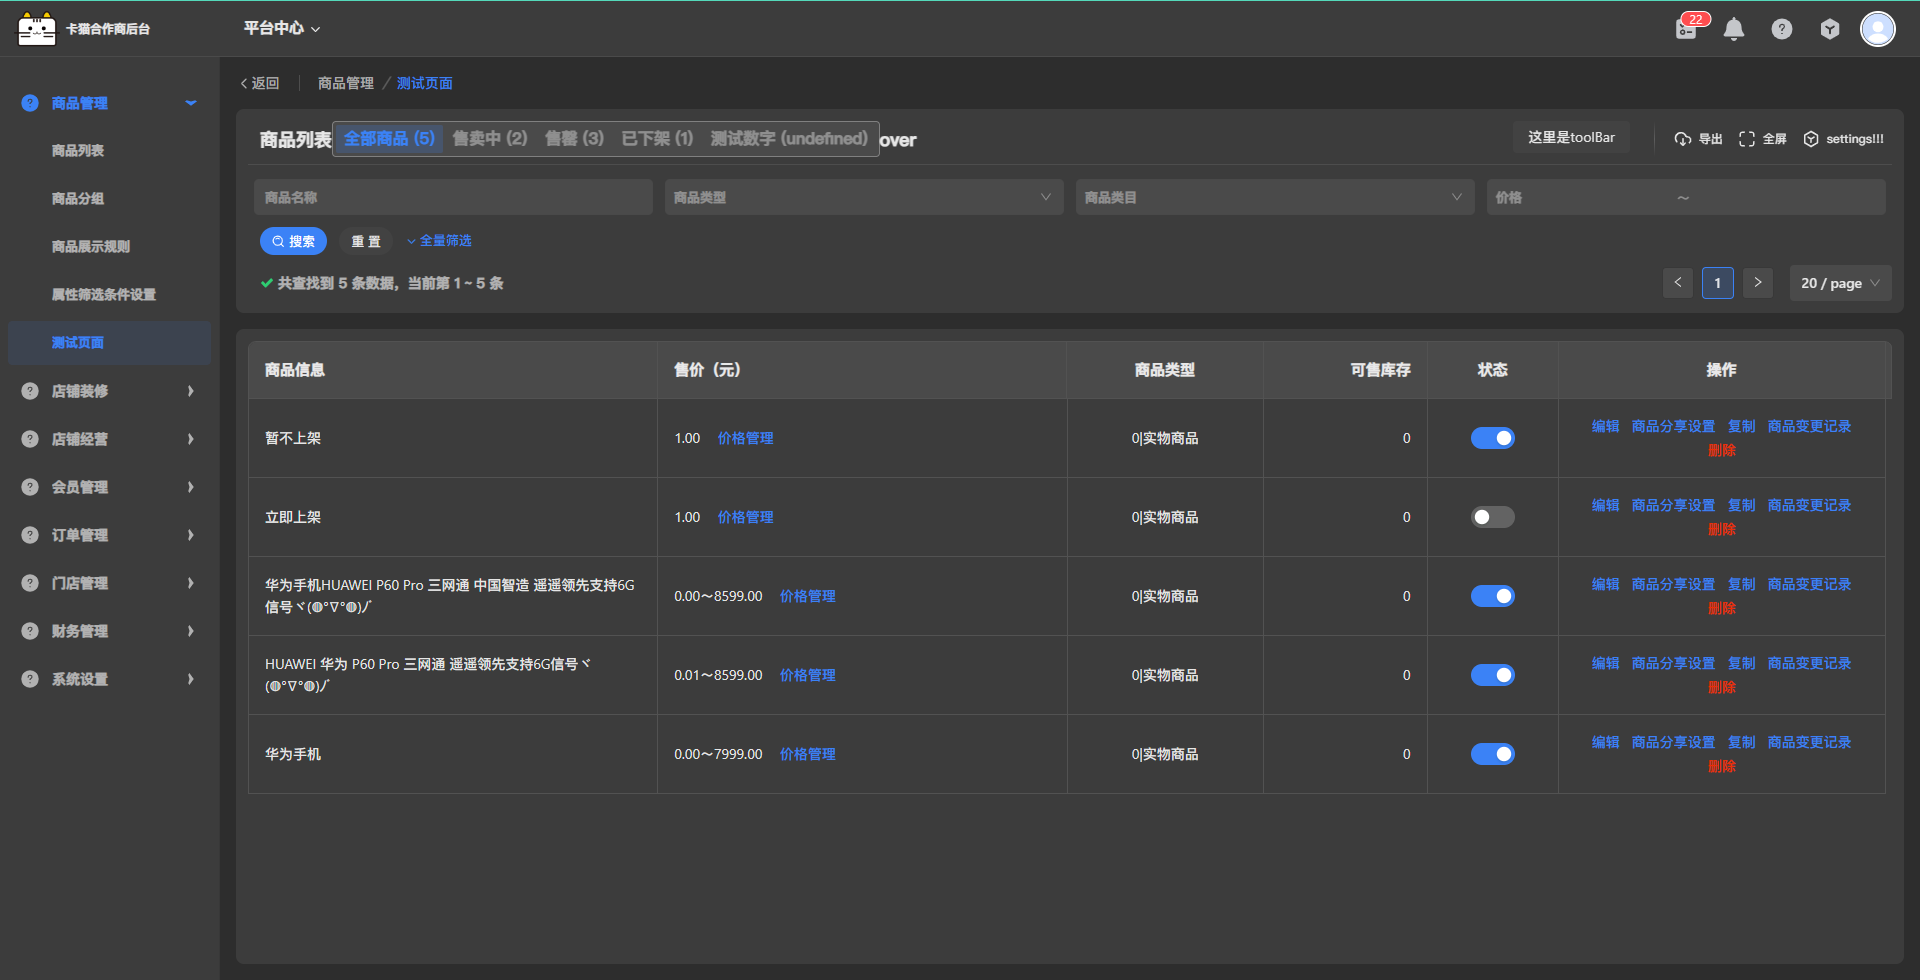 卡猫合作商后台
平台中心
22
商品管理
商品列表
商品分组
商品展示规则
属性筛选条件设置
测试页面
店铺装修
店铺经营
会员管理
订单管理
门店管理
财务管理
系统设置
返回 商品管理 / 测试页面
商品列表 全部商品 (5) 售卖中 (2) 售罄 (3) 已下架 (1) 测试数字 (undefined) over
这里是toolBar 导出 全屏 settings!!!
商品名称 商品类型 商品类目 价格 ~
搜索 重 置 全量筛选
共查找到 5 条数据，当前第 1 ~ 5 条
< 1 > 20 / page
商品信息 售价（元） 商品类型 可售库存 状态 操作
暂不上架 1.00 价格管理 0|实物商品 0 编辑 商品分享设置 复制 商品变更记录
删除
立即上架 1.00 价格管理 0|实物商品 0 编辑 商品分享设置 复制 商品变更记录
删除
华为手机HUAWEI P60 Pro 三网通 中国智造 遥遥领先支持6G
信号ヾ(◍°∇°◍)ﾉﾞ
0.00～8599.00 价格管理 0|实物商品 0 编辑 商品分享设置 复制 商品变更记录
删除
HUAWEI 华为 P60 Pro 三网通 遥遥领先支持6G信号ヾ
(◍°∇°◍)ﾉﾞ
0.01～8599.00 价格管理 0|实物商品 0 编辑 商品分享设置 复制 商品变更记录
删除
华为手机 0.00～7999.00 价格管理 0|实物商品 0 编辑 商品分享设置 复制 商品变更记录
删除